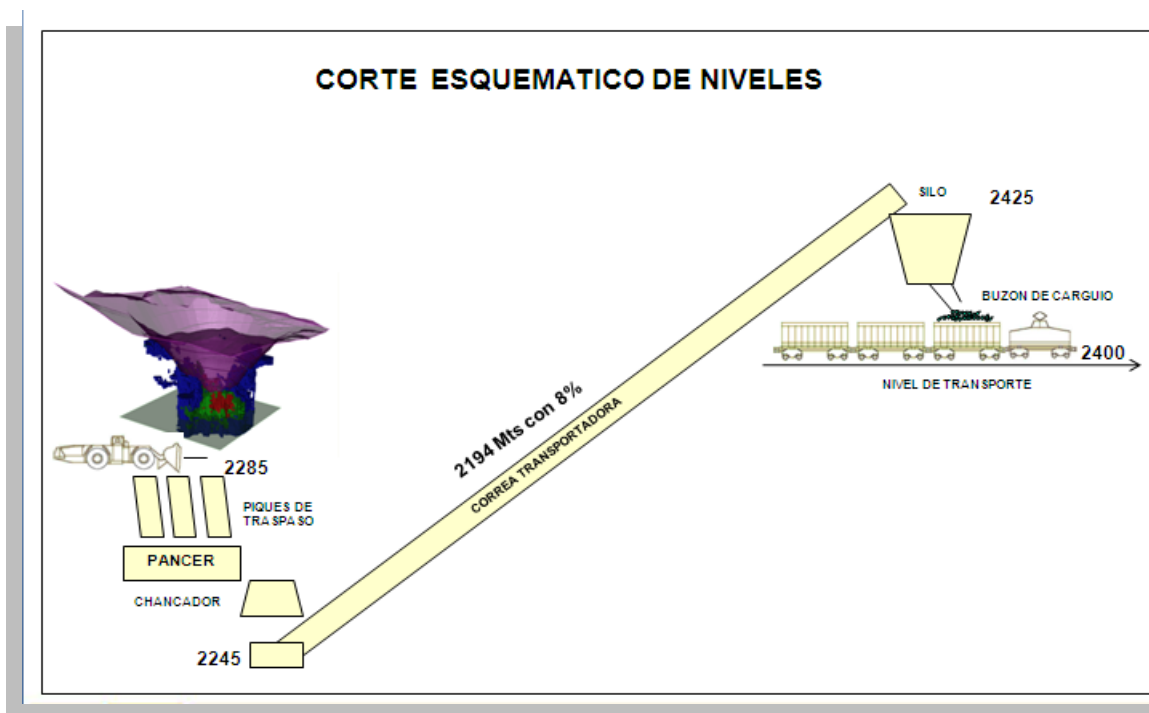 CORTE ESQUEMATICO DE NIVELES
SILO
2425
BUZON DE CARGUIO
2400
NIVEL DE TRANSPORTE
2194 Mts con 8%
CORREA TRANSPORTADORA
2285
PIQUES DE
TRASPASO
PANCER
CHANCADOR
2245